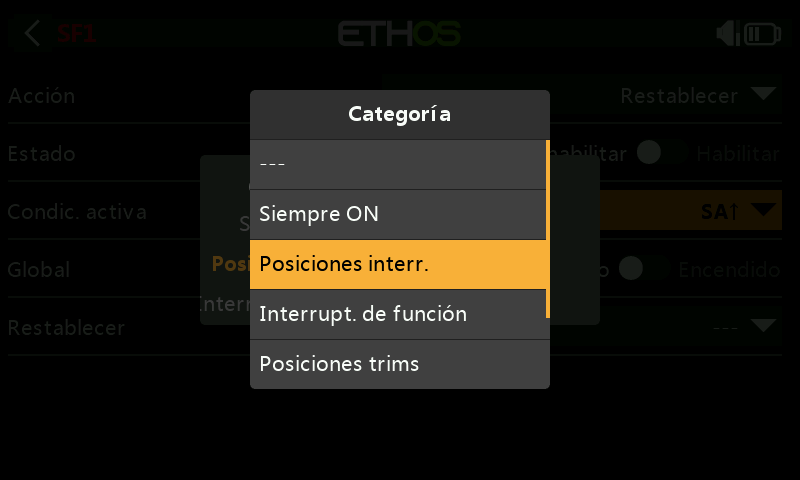 SF1
ETHOS
Acción
Restablecer
Categoría
---
Estado
habilitar
Habilitar
Siempre ON
Condic. activa
SA↑
Posiciones interr.
Global
Encendido
Interrupt. de función
Restablecer
---
Posiciones trims